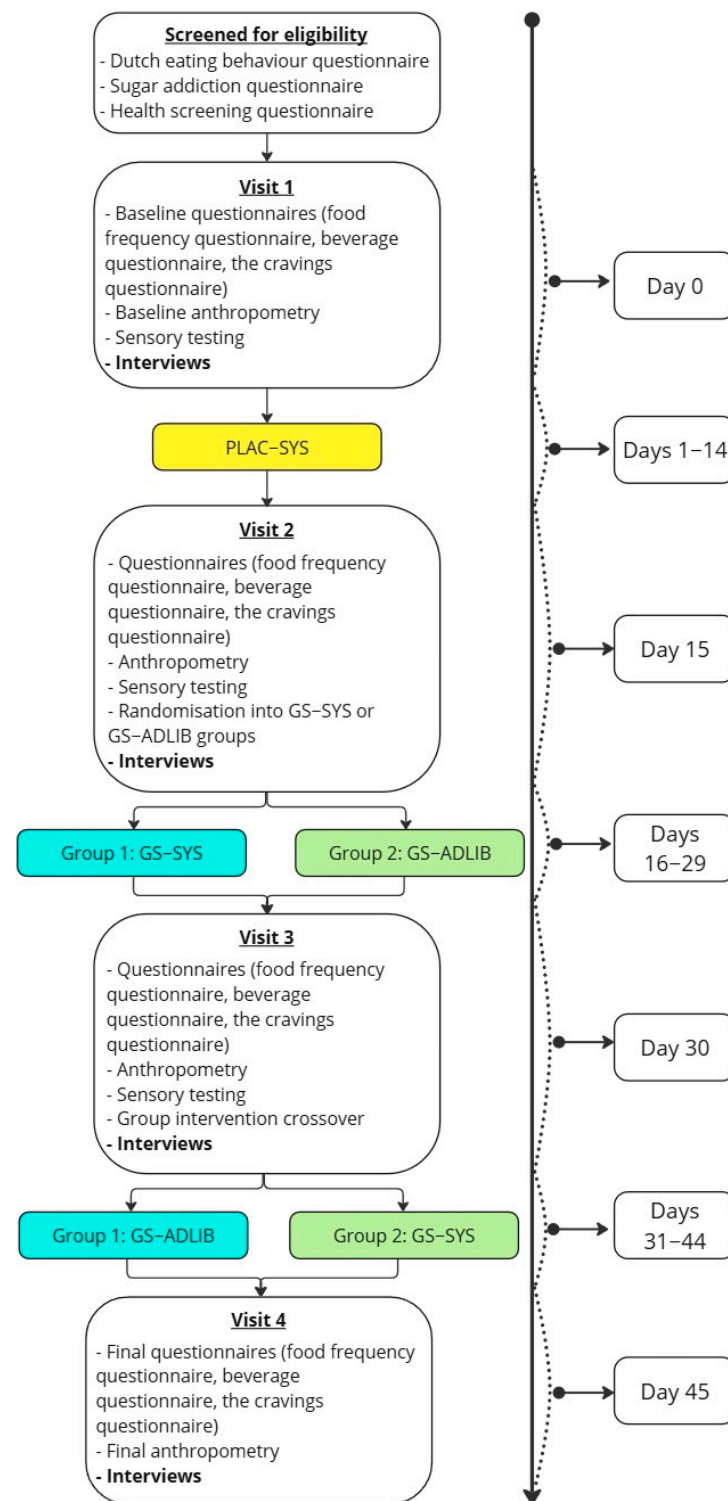 Screened for eligibility
- Dutch eating behaviour questionnaire
- Sugar addiction questionnaire
- Health screening questionnaire
Visit 1
- Baseline questionnaires (food
frequency questionnaire, beverage
questionnaire, the cravings
questionnaire)
- Baseline anthropometry
- Sensory testing
- Interviews
Day 0
PLAC−SYS
Days 1−14
Visit 2
- Questionnaires (food frequency
questionnaire, beverage
questionnaire, the cravings
questionnaire)
- Anthropometry
- Sensory testing
- Randomisation into GS−SYS or
GS−ADLIB groups
- Interviews
Day 15
Group 1: GS−SYS
Group 2: GS−ADLIB
Days
16−29
Visit 3
- Questionnaires (food frequency
questionnaire, beverage
questionnaire, the cravings
questionnaire)
- Anthropometry
- Sensory testing
- Group intervention crossover
- Interviews
Day 30
Group 1: GS−ADLIB
Group 2: GS−SYS
Days
31−44
Visit 4
- Final questionnaires (food frequency
questionnaire, beverage
questionnaire, the cravings
questionnaire)
- Final anthropometry
- Interviews
Day 45